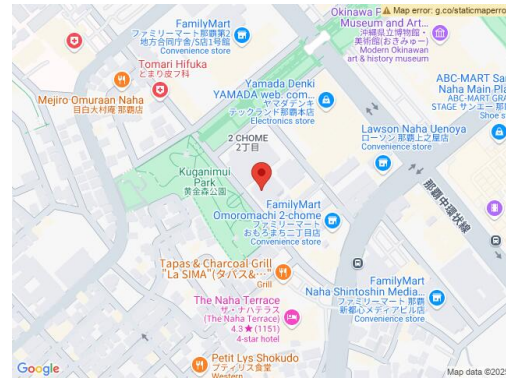 Map error: g.co/staticmaperro
Okinawa P
Museum and Art...
沖縄県立博物館・
美術館(おきみゅー)
Modern Okinawan
art & history museum
FamilyMart
ファミリーマート那覇第2
地方合同庁舎/S店1号館
Convenience store
Tomari Hifuka
とまり皮フ科
Mejiro Omuraan Naha
目白大村庵 那覇店
Yamada Denki
YAMADA web. com...
ヤマダデンキ
テックランド那覇本店
Electronics store
ABC-MART San
Naha Main Pla
ABC-MART GRA
STAGE サンエー 那
Shoe s
2 CHOME
2丁目
Lawson Naha Uenoya
ローソン 那覇上之屋店
Convenience store
Kuganimui
Park
黄金森公園
那覇中環状線
FamilyMart
Omoromachi 2-chome
ファミリーマート
おもろまち二丁目店
Convenience store
Tapas & Charcoal Grill
"La SIMA"(タパス&…"
Grill
FamilyMart
Naha Shintoshin Media...
ファミリーマート 那覇
新都心メディアビル店
Convenience store
The Naha Terrace
ザ・ナハテラス
(The Naha Terrace)
4.3★(1151)
4-star hotel
Petit Lys Shokudo
プティリス食堂
Western
Google
Map data ©2025